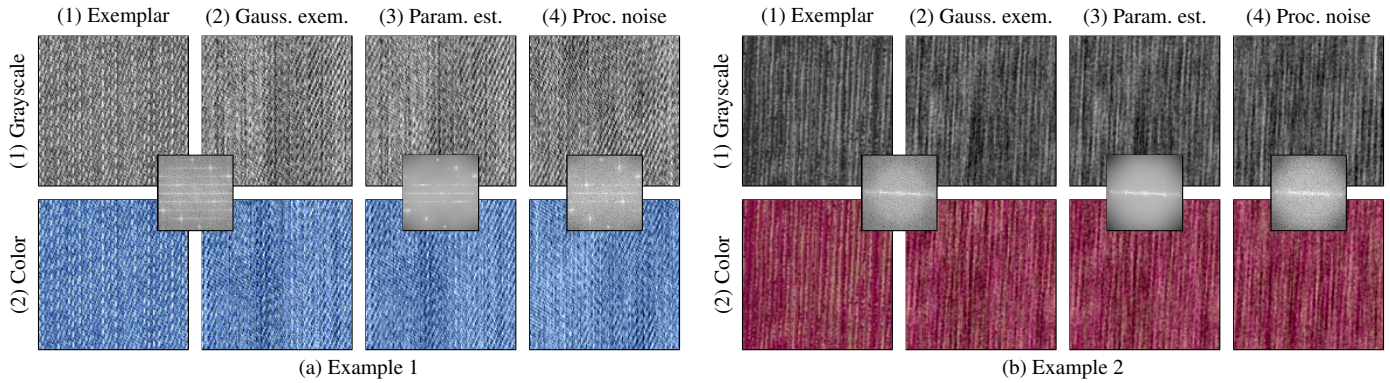 (1) Exemplar (2) Gauss. exem. (3) Param. est. (4) Proc. noise (1) Exemplar (2) Gauss. exem. (3) Param. est. (4) Proc. noise
(1) Grayscale (1) Grayscale
(2) Color (2) Color
(a) Example 1 (b) Example 2